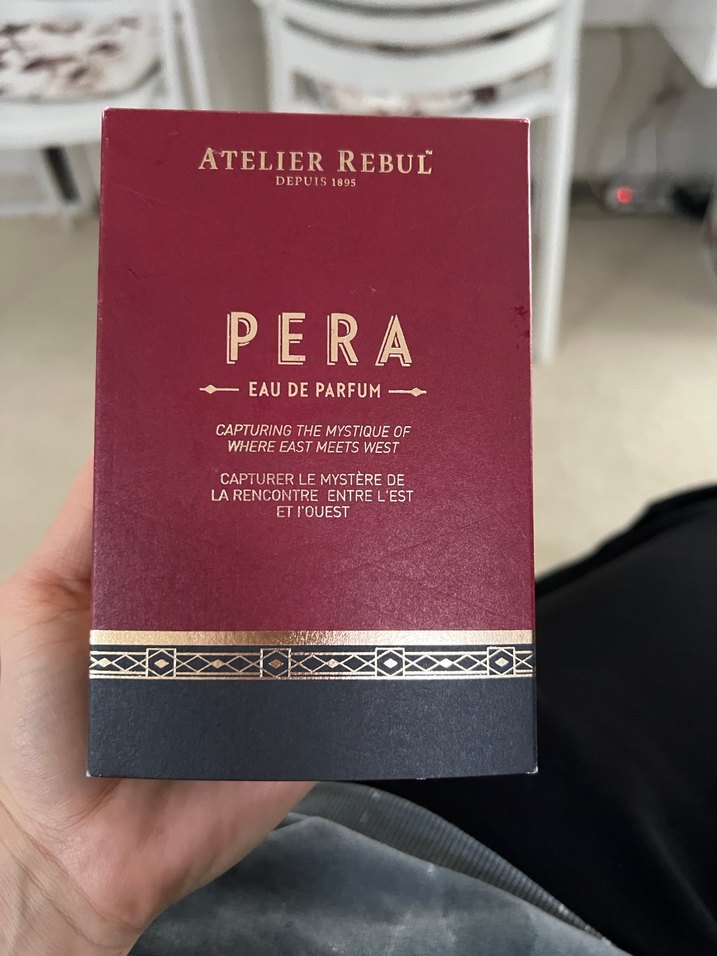 ATELIER REBUL™
DEPUIS 1895
PERA
EAU DE PARFUM
CAPTURING THE MYSTIQUE OF
WHERE EAST MEETS WEST
CAPTURER LE MYSTÈRE DE
LA RENCONTRE ENTRE L'EST
ET l'OUEST